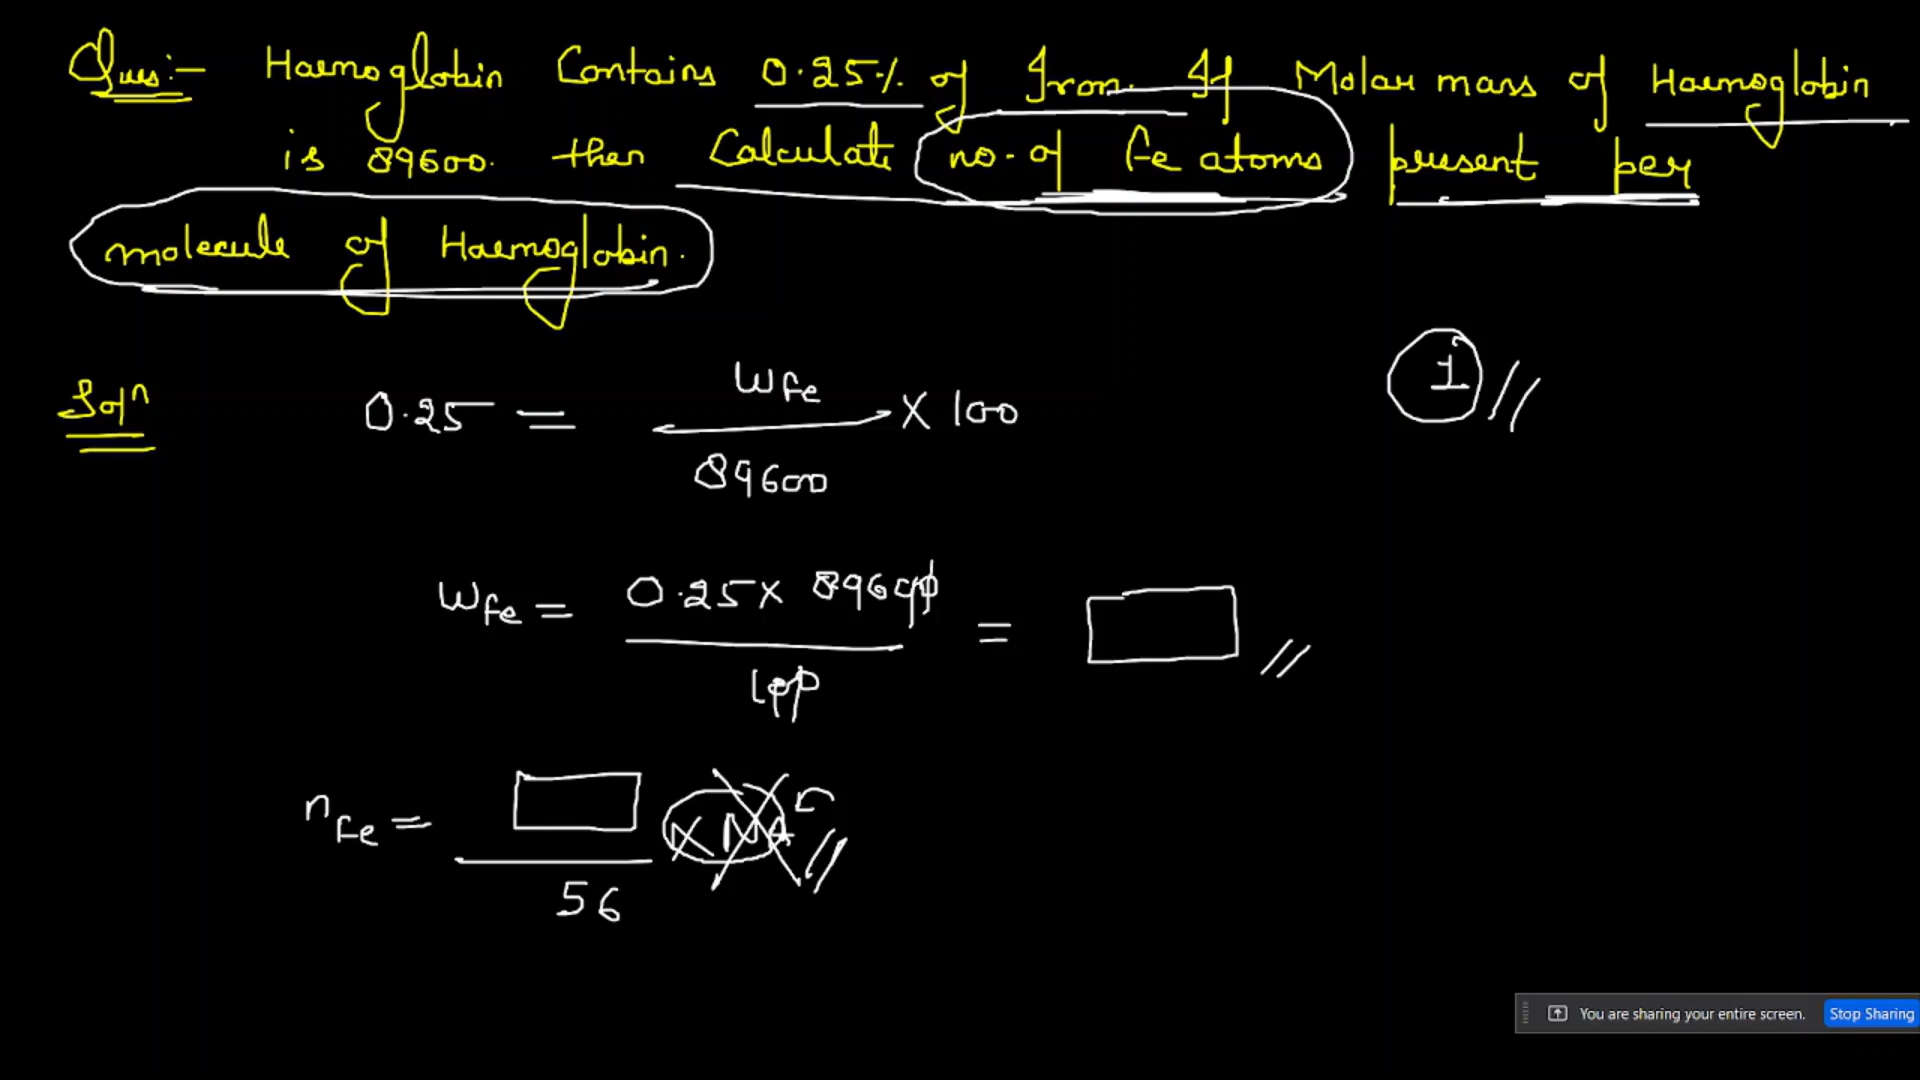 Ques:- Haemoglobin Contains 0.25% of Iron. If Molar mass of Haemoglobin
is 89600. then Calculate no. of Fe atoms present per
molecule of Haemoglobin.
1 //
Solⁿ 0.25 = WFe / 89600 × 100
WFe = 0.25 × 89600 / 100 = //
nFe = / 56 × NA //
You are sharing your entire screen. Stop Sharing